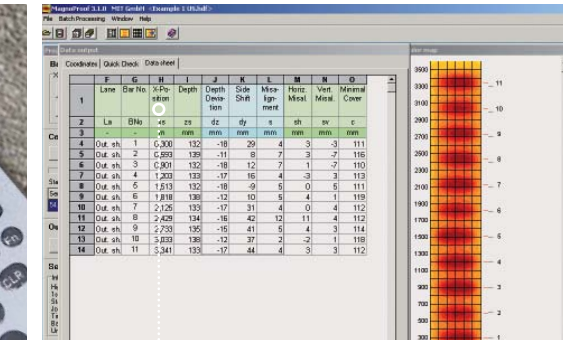 MagnoProof 3.1.0 MIT GmbH <Example 1 US.hdf>
File Batch Processing Window Help
Data output
Coordinates Quick Check Data sheet
F G H I J K L M N O
1 Lane Bar No. X-Position Depth Depth Deviation Side Shift Misalignment Horiz. Misal. Vert. Misal. Minimal Cover
2 La BNo xs zs dz dy s sh sv c
3 - - m mm mm mm mm mm mm mm
4 Out. sh. 1 0,300 132 -18 29 4 3 -3 111
5 Out. sh. 2 0,593 139 -11 8 7 3 -7 116
6 Out. sh. 3 0,901 132 -18 12 7 1 -7 110
7 Out. sh. 4 1,203 133 -17 16 4 -3 3 113
8 Out. sh. 5 1,513 132 -18 -9 5 0 5 111
9 Out. sh. 6 1,818 138 -12 10 5 4 1 119
10 Out. sh. 7 2,125 133 -17 31 4 0 4 112
11 Out. sh. 8 2,429 134 -16 42 12 11 4 112
12 Out. sh. 9 2,733 135 -15 41 5 4 3 114
13 Out. sh. 10 3,033 138 -12 37 2 -2 1 118
14 Out. sh. 11 3,341 133 -17 44 4 3 3 112
3500
3300
3100
2900
2700
2500
2300
2100
1900
1700
1500
1300
1100
900
700
500
300
11
10
9
8
7
6
5
4
3
2
1
Fn
CLR